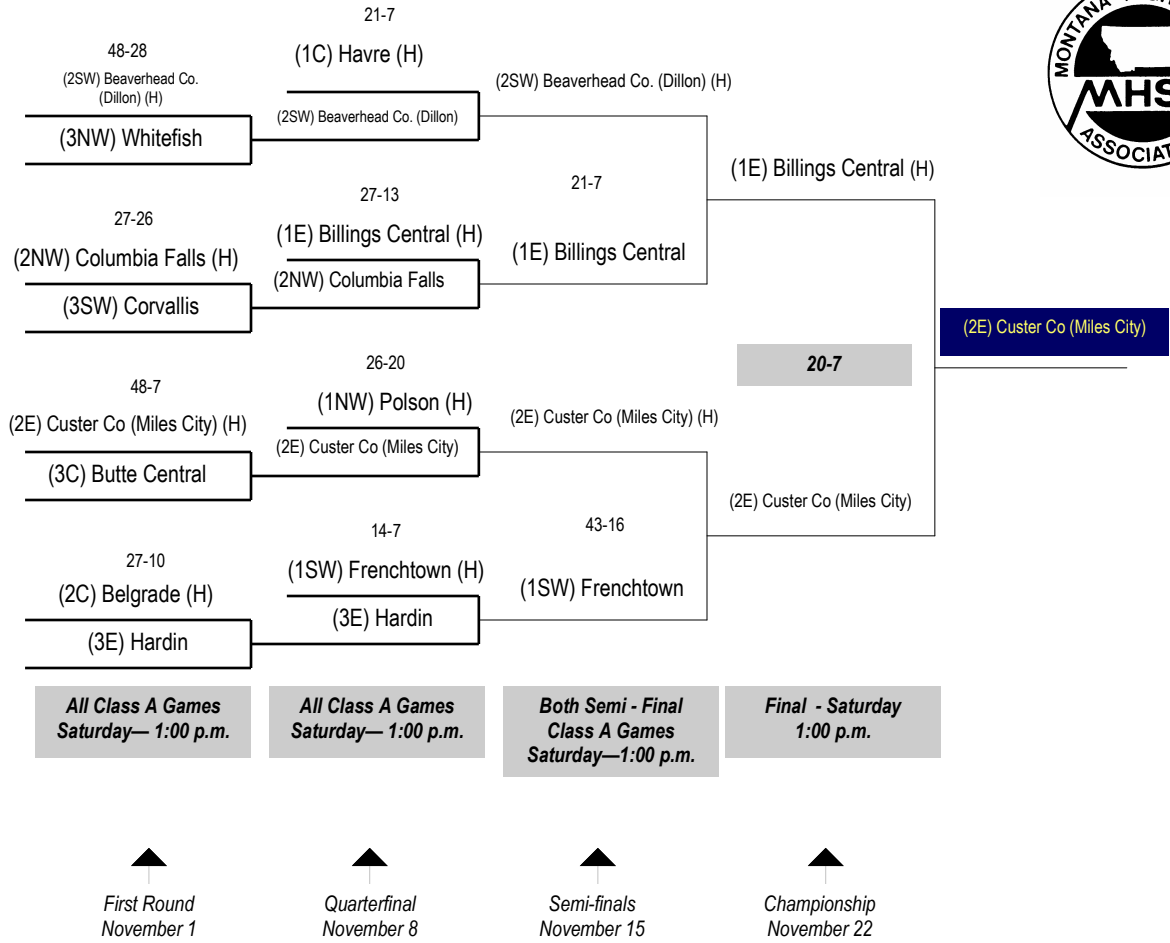 48-28
(2SW) Beaverhead Co.
(Dillon) (H)
(3NW) Whitefish
27-26
(2NW) Columbia Falls (H)
(3SW) Corvallis
48-7
(2E) Custer Co (Miles City) (H)
(3C) Butte Central
27-10
(2C) Belgrade (H)
(3E) Hardin
All Class A Games
Saturday— 1:00 p.m.
First Round
November 1
21-7
(1C) Havre (H)
(2SW) Beaverhead Co. (Dillon)
27-13
(1E) Billings Central (H)
(2NW) Columbia Falls
26-20
(1NW) Polson (H)
(2E) Custer Co (Miles City)
14-7
(1SW) Frenchtown (H)
(3E) Hardin
All Class A Games
Saturday— 1:00 p.m.
Quarterfinal
November 8
(2SW) Beaverhead Co. (Dillon) (H)
21-7
(1E) Billings Central
(2E) Custer Co (Miles City) (H)
43-16
(1SW) Frenchtown
Both Semi - Final
Class A Games
Saturday—1:00 p.m.
Semi-finals
November 15
(1E) Billings Central (H)
20-7
(2E) Custer Co (Miles City)
Final - Saturday
1:00 p.m.
Championship
November 22
(2E) Custer Co (Miles City)
MONTANA
MHS